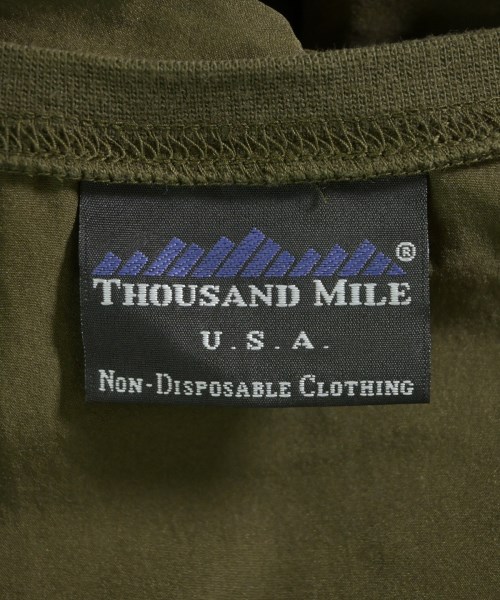 ®
THOUSAND MILE
U.S.A.
NON-DISPOSABLE CLOTHING